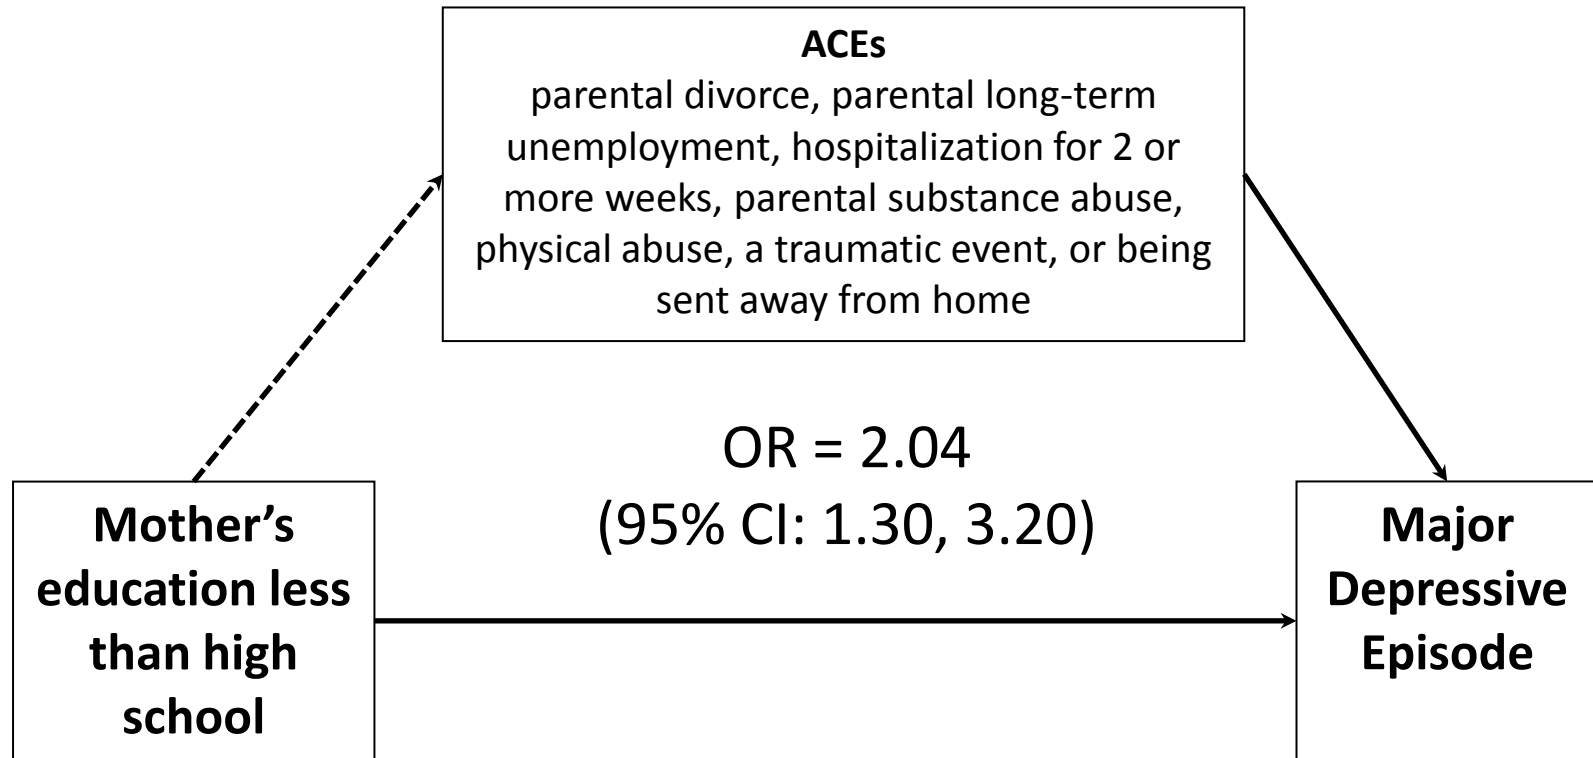 ACEs
parental divorce, parental long-term
unemployment, hospitalization for 2 or
more weeks, parental substance abuse,
physical abuse, a traumatic event, or being
sent away from home
OR = 2.04
(95% CI: 1.30, 3.20)
Mother’s
education less
than high
school
Major
Depressive
Episode